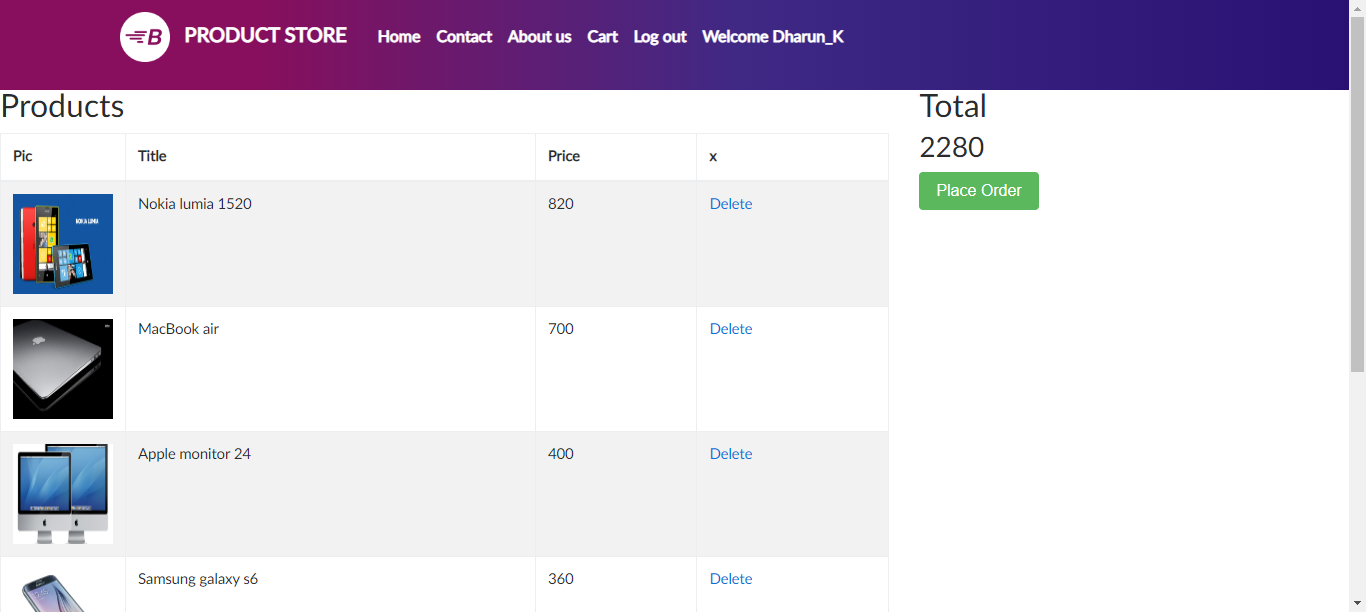 B PRODUCT STORE Home Contact About us Cart Log out Welcome Dharun_K
Products
Total
2280
Place Order
Pic Title Price x
NOKIA LUMIA
Nokia lumia 1520 820 Delete
MacBook air 700 Delete
Apple monitor 24 400 Delete
Samsung galaxy s6 360 Delete